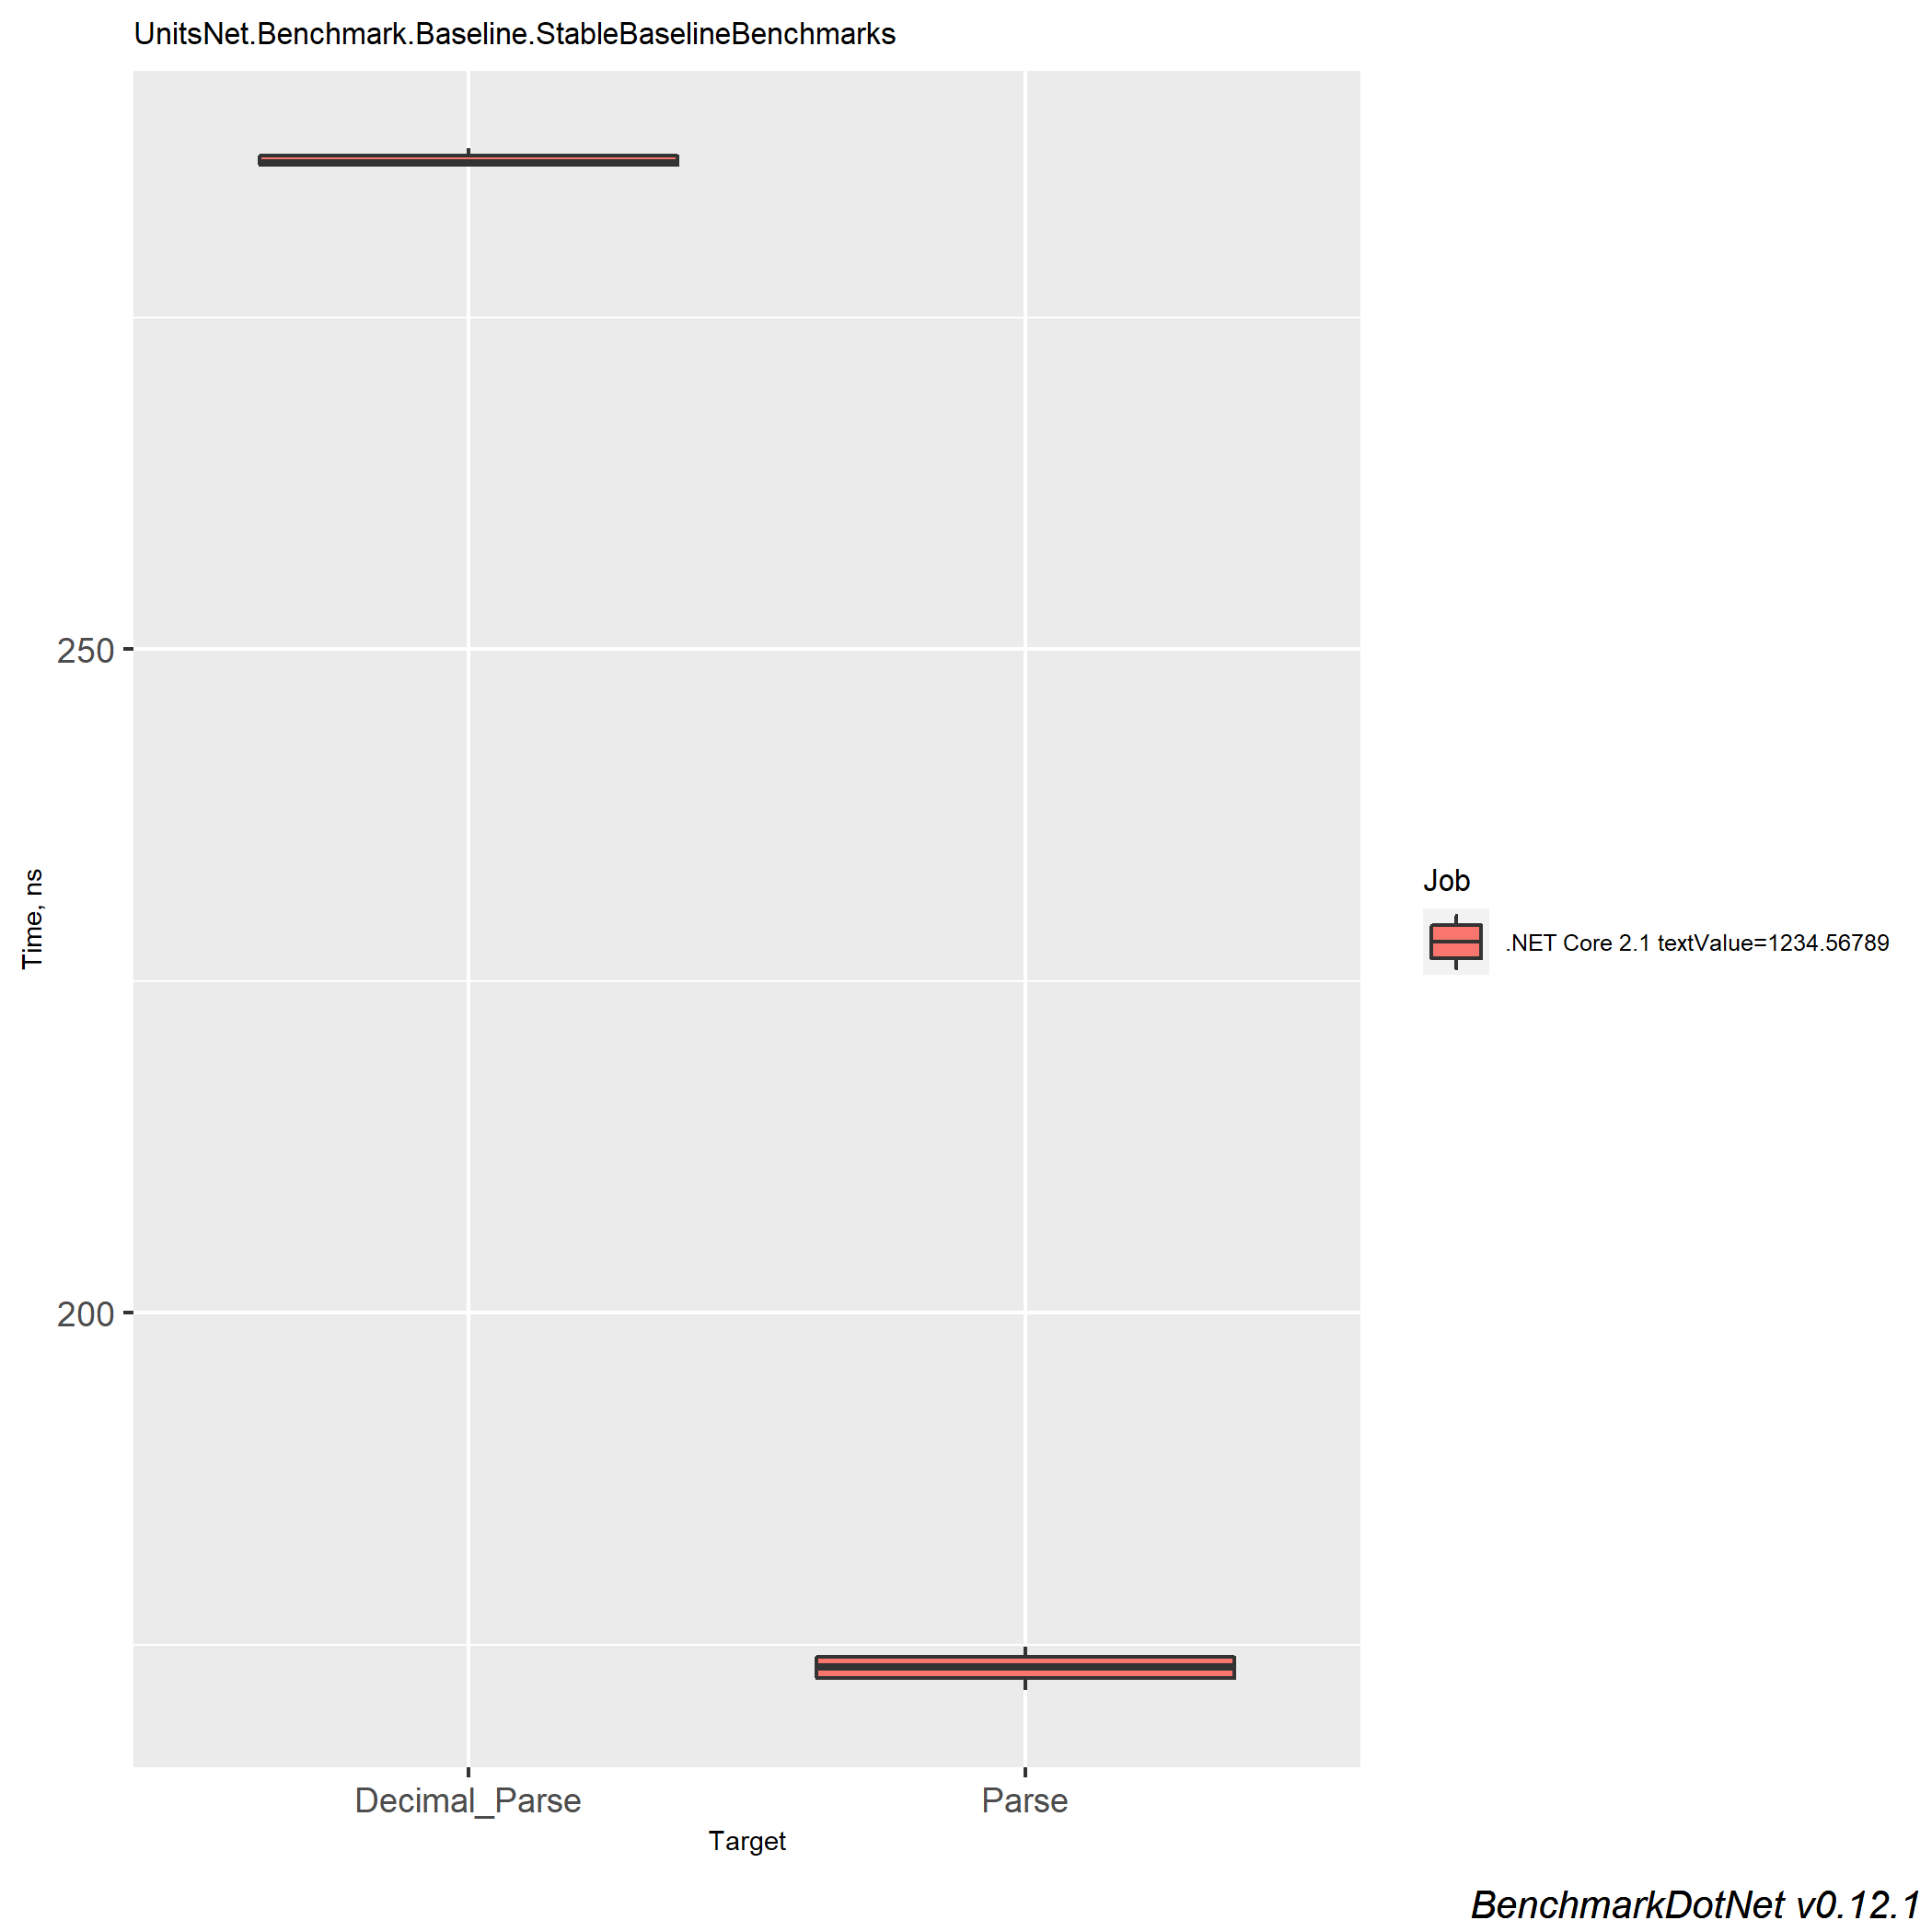 UnitsNet.Benchmark.Baseline.StableBaselineBenchmarks
250
200
Time, ns
Decimal_Parse
Parse
Target
Job
.NET Core 2.1 textValue=1234.56789
BenchmarkDotNet v0.12.1